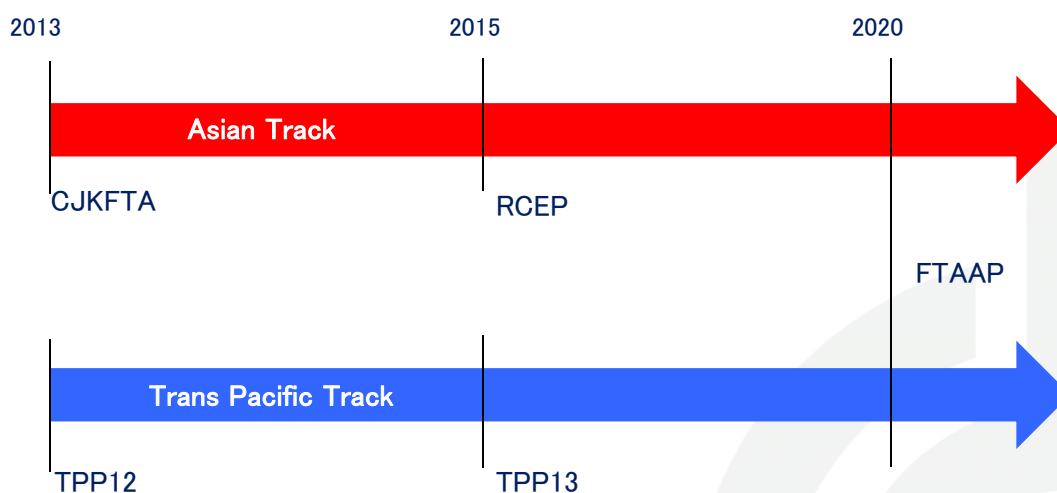 2013
2015
2020
Asian Track
CJKFTA
RCEP
FTAAP
Trans Pacific Track
TPP12
TPP13